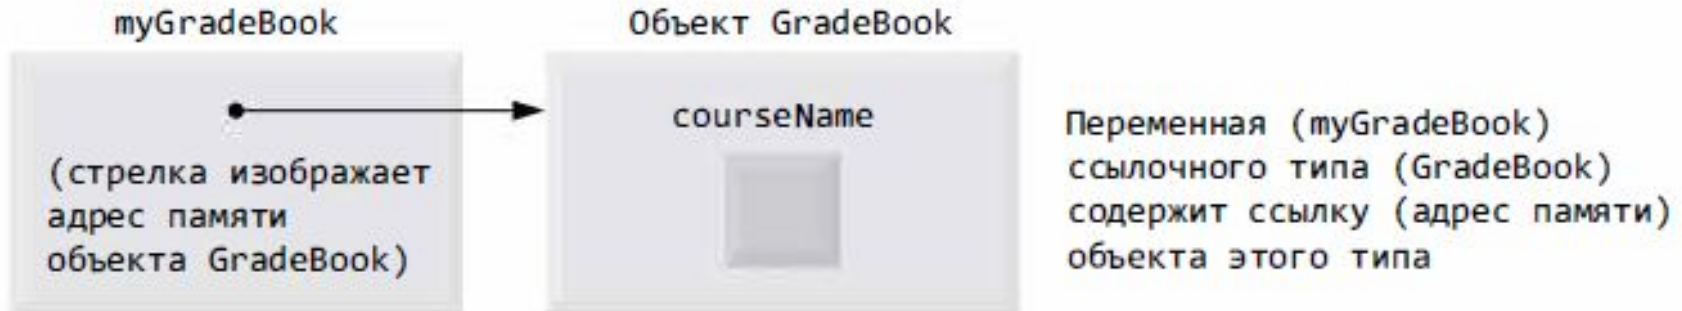 myGradeBook
Объект GradeBook
(стрелка изображает
адрес памяти
объекта GradeBook)
courseName
Переменная (myGradeBook)
ссылочного типа (GradeBook)
содержит ссылку (адрес памяти)
объекта этого типа